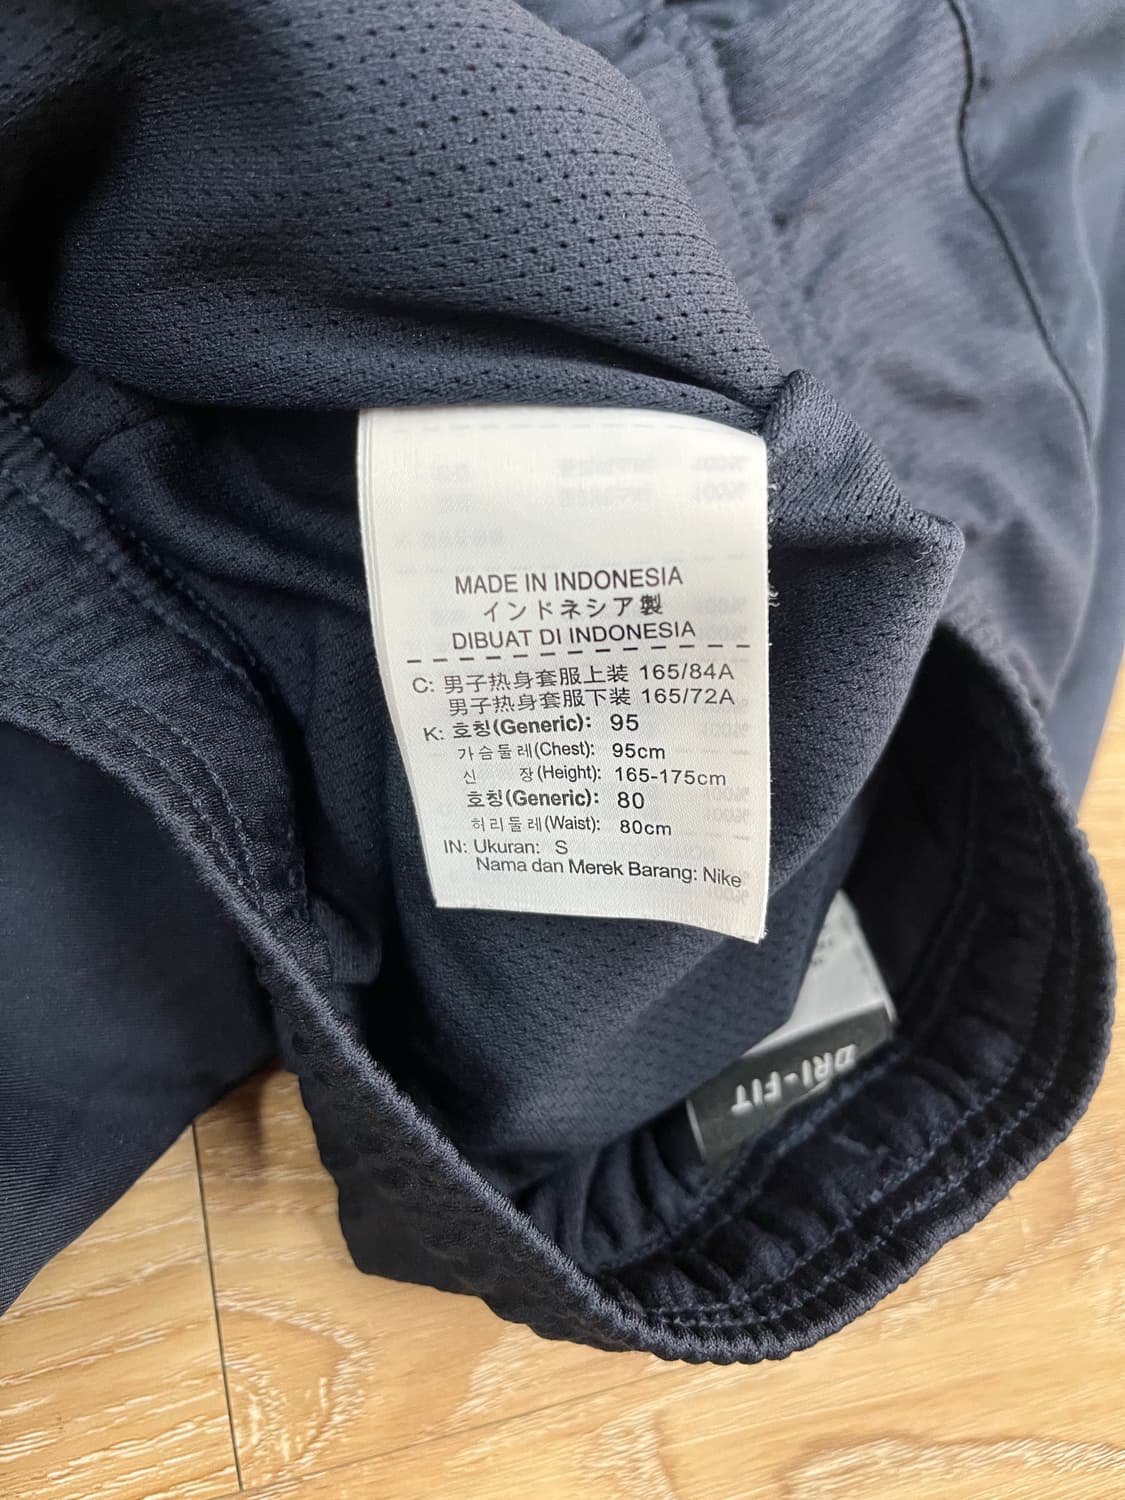 MADE IN INDONESIA
インドネシア製
DIBUAT DI INDONESIA
C: 男子热身套服上装 165/84A
男子热身套服下装 165/72A
K: 호칭(Generic): 95
가슴둘레(Chest): 95cm
신 장(Height): 165-175cm
호칭(Generic): 80
허리둘레(Waist): 80cm
IN: Ukuran: S
Nama dan Merek Barang: Nike
DRI-FIT